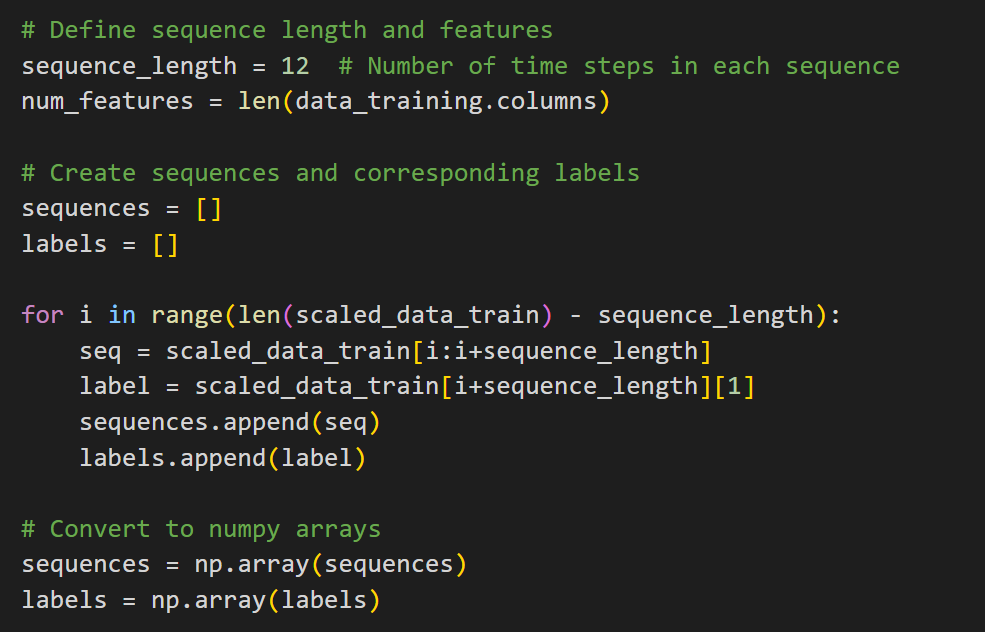 # Define sequence length and features
sequence_length = 12  # Number of time steps in each sequence
num_features = len(data_training.columns)

# Create sequences and corresponding labels
sequences = []
labels = []

for i in range(len(scaled_data_train) - sequence_length):
    seq = scaled_data_train[i:i+sequence_length]
    label = scaled_data_train[i+sequence_length][1]
    sequences.append(seq)
    labels.append(label)

# Convert to numpy arrays
sequences = np.array(sequences)
labels = np.array(labels)